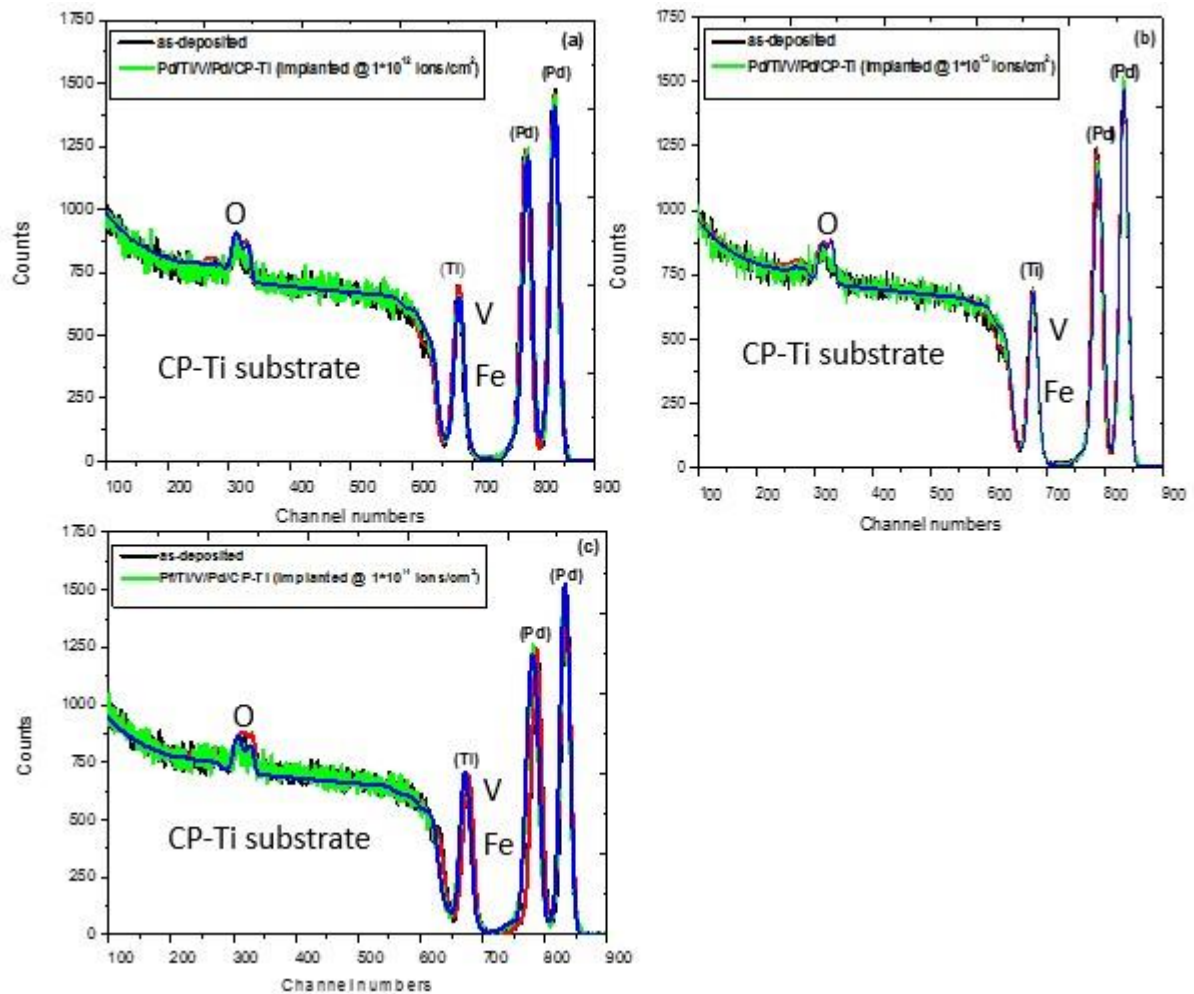 (a)
as-deposited
Pd/Ti/V/Pd/CP-Ti (Implanted @ 1*10¹² ions/cm²)
(Pd)
(Pd)
O
(Ti)
V
Fe
CP-Ti substrate
Counts
0
250
500
750
1000
1250
1500
1750
100 200 300 400 500 600 700 800 900
Channel numbers
(b)
as-deposited
Pd/Ti/V/Pd/CP-Ti (Implanted @ 1*10¹³ ions/cm²)
(Pd)
(Pd)
O
(Ti)
V
Fe
CP-Ti substrate
Counts
0
250
500
750
1000
1250
1500
1750
100 200 300 400 500 600 700 800 900
Channel numbers
(c)
as-deposited
Pf/Ti/V/Pd/CP-Ti (Implanted @ 1*10¹⁴ ions/cm²)
(Pd)
(Pd)
O
(Ti)
V
Fe
CP-Ti substrate
Counts
0
250
500
750
1000
1250
1500
1750
100 200 300 400 500 600 700 800 900
Channel numbers